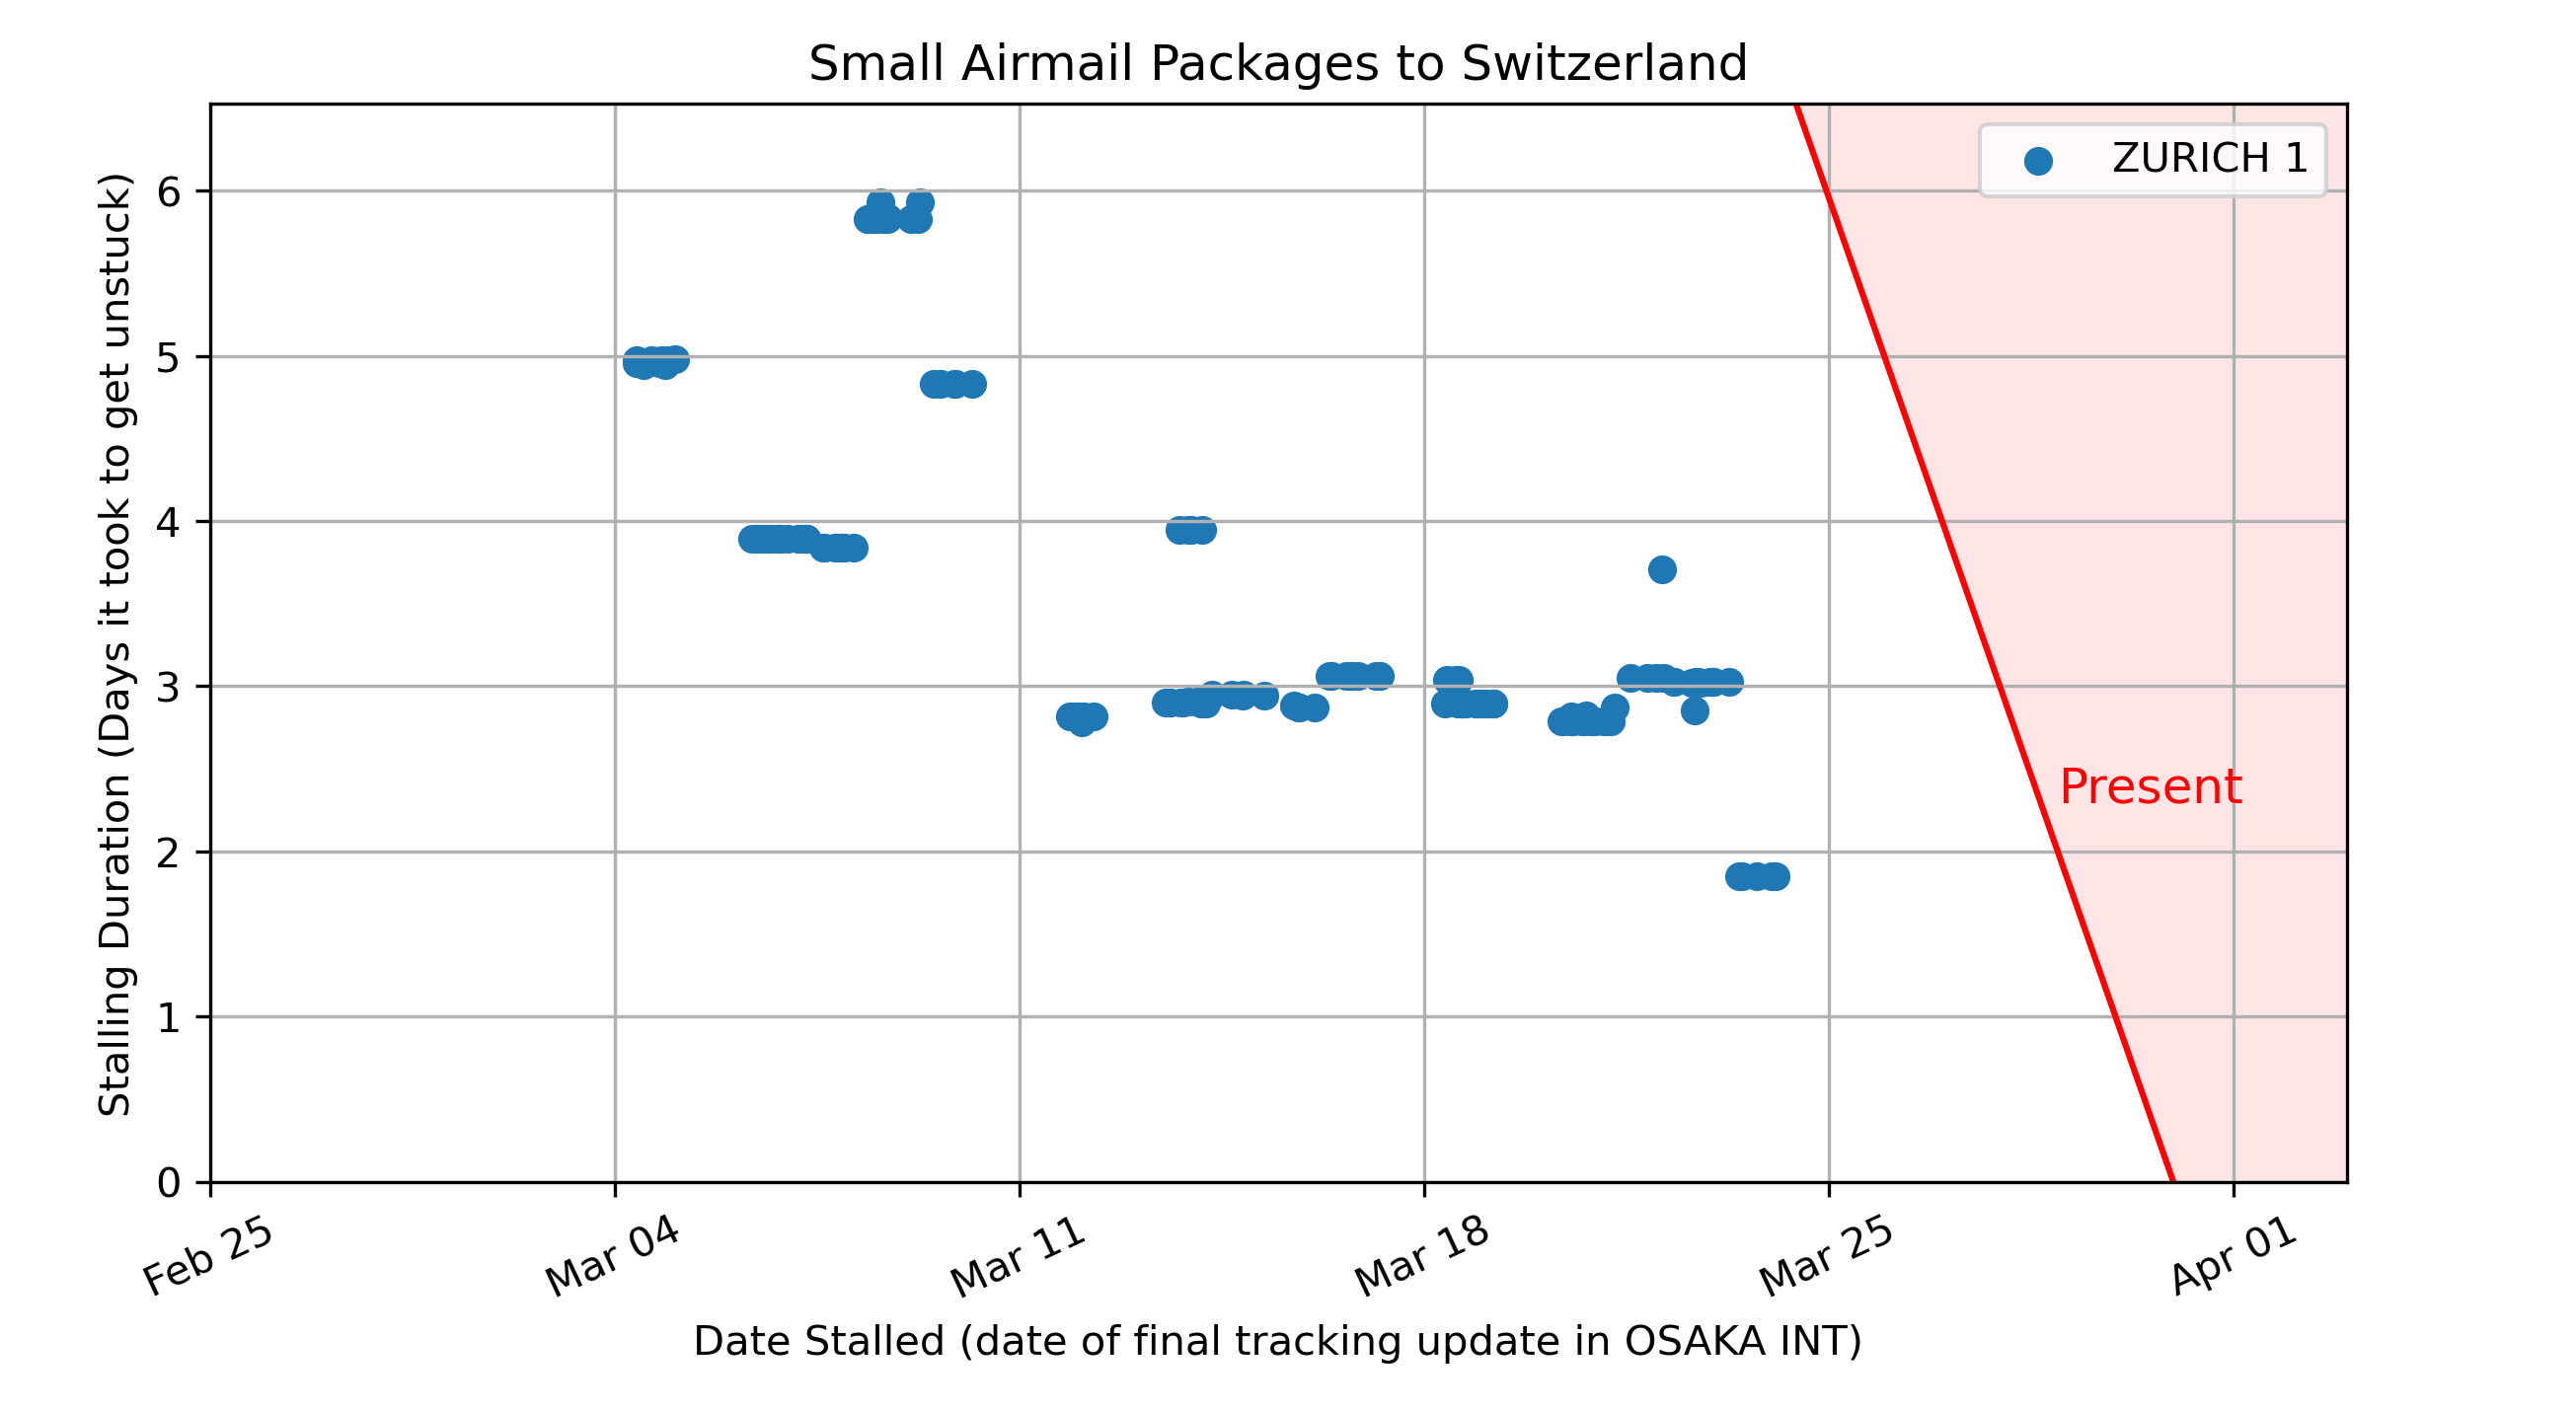 Small Airmail Packages to Switzerland
ZURICH 1
Stalling Duration (Days it took to get unstuck)
6
5
4
3
2
1
0
Present
Feb 25
Mar 04
Mar 11
Mar 18
Mar 25
Apr 01
Date Stalled (date of final tracking update in OSAKA INT)